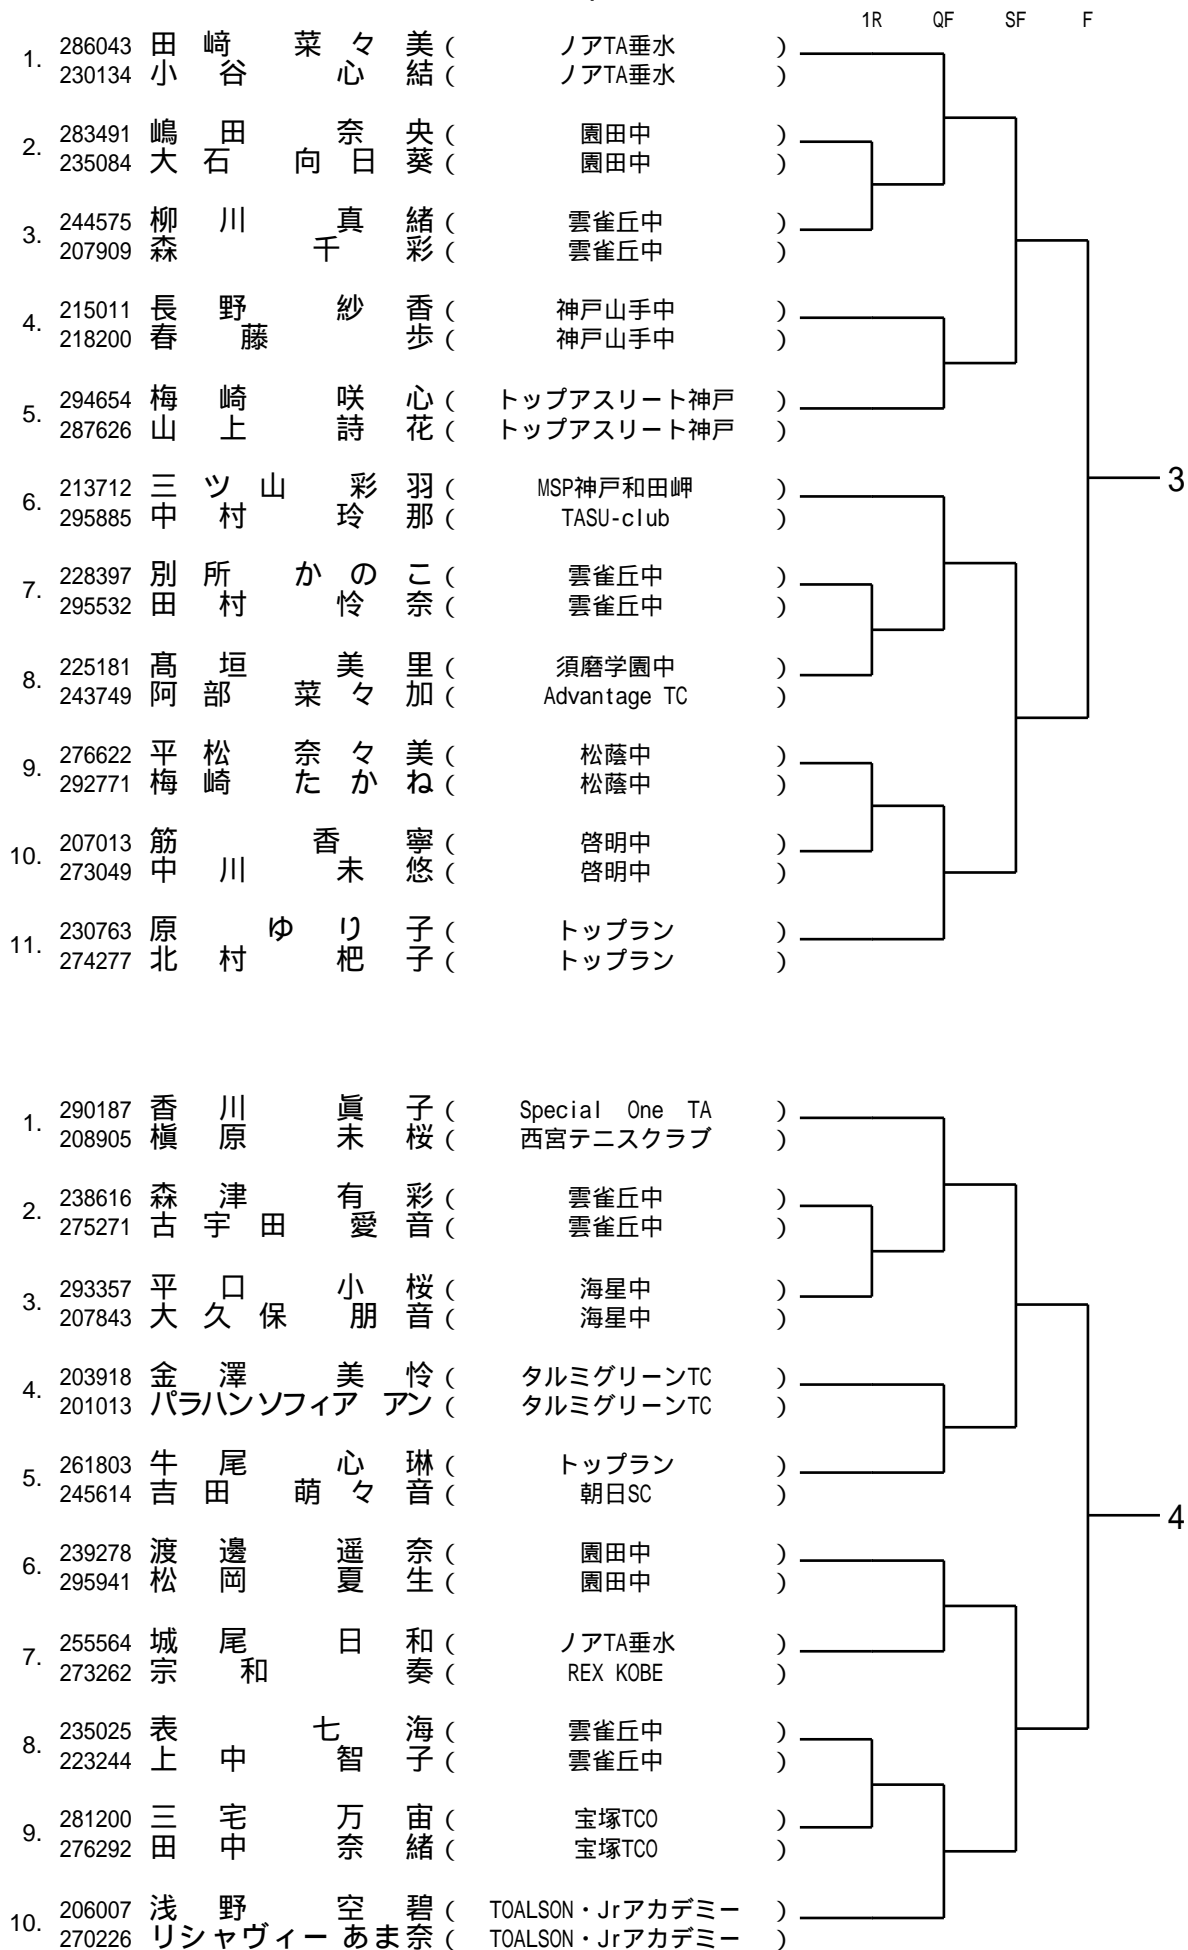 1R QF SF F
1. 286043 田﨑 菜々美 ( ノアTA垂水 )
230134 小谷 心結 ( ノアTA垂水 )
2. 283491 嶋田 奈央 ( 園田中 )
235084 大石 向日葵 ( 園田中 )
3. 244575 柳川 真緒 ( 雲雀丘中 )
207909 森 千彩 ( 雲雀丘中 )
4. 215011 長野 紗香 ( 神戸山手中 )
218200 春藤 歩 ( 神戸山手中 )
5. 294654 梅崎 咲心 ( トップアスリート神戸 )
287626 山上 詩花 ( トップアスリート神戸 )
3
6. 213712 三ツ山 彩羽 ( MSP神戸和田岬 )
295885 中村 玲那 ( TASU-club )
7. 228397 別所 かのこ ( 雲雀丘中 )
295532 田村 怜奈 ( 雲雀丘中 )
8. 225181 髙垣 美里 ( 須磨学園中 )
243749 阿部 菜々加 ( Advantage TC )
9. 276622 平松 奈々美 ( 松蔭中 )
292771 梅崎 たかね ( 松蔭中 )
10. 207013 筋 香寧 ( 啓明中 )
273049 中川 未悠 ( 啓明中 )
11. 230763 原 ゆり子 ( トップラン )
274277 北村 杷子 ( トップラン )
1. 290187 香川 眞子 ( Special One TA )
208905 槇原 未桜 ( 西宮テニスクラブ )
2. 238616 森津 有彩 ( 雲雀丘中 )
275271 古宇田 愛音 ( 雲雀丘中 )
3. 293357 平口 小桜 ( 海星中 )
207843 大久保 朋音 ( 海星中 )
4. 203918 金澤 美怜 ( タルミグリーンTC )
201013 パラハンソフィア アン ( タルミグリーンTC )
5. 261803 牛尾 心琳 ( トップラン )
245614 吉田 萌々音 ( 朝日SC )
4
6. 239278 渡邊 遥奈 ( 園田中 )
295941 松岡 夏生 ( 園田中 )
7. 255564 城尾 日和 ( ノアTA垂水 )
273262 宗和 奏 ( REX KOBE )
8. 235025 表 七海 ( 雲雀丘中 )
223244 上中 智子 ( 雲雀丘中 )
9. 281200 三宅 万宙 ( 宝塚TCO )
276292 田中 奈緒 ( 宝塚TCO )
10. 206007 浅野 空碧 ( TOALSON・Jrアカデミー )
270226 リシャヴィー あま奈 ( TOALSON・Jrアカデミー )